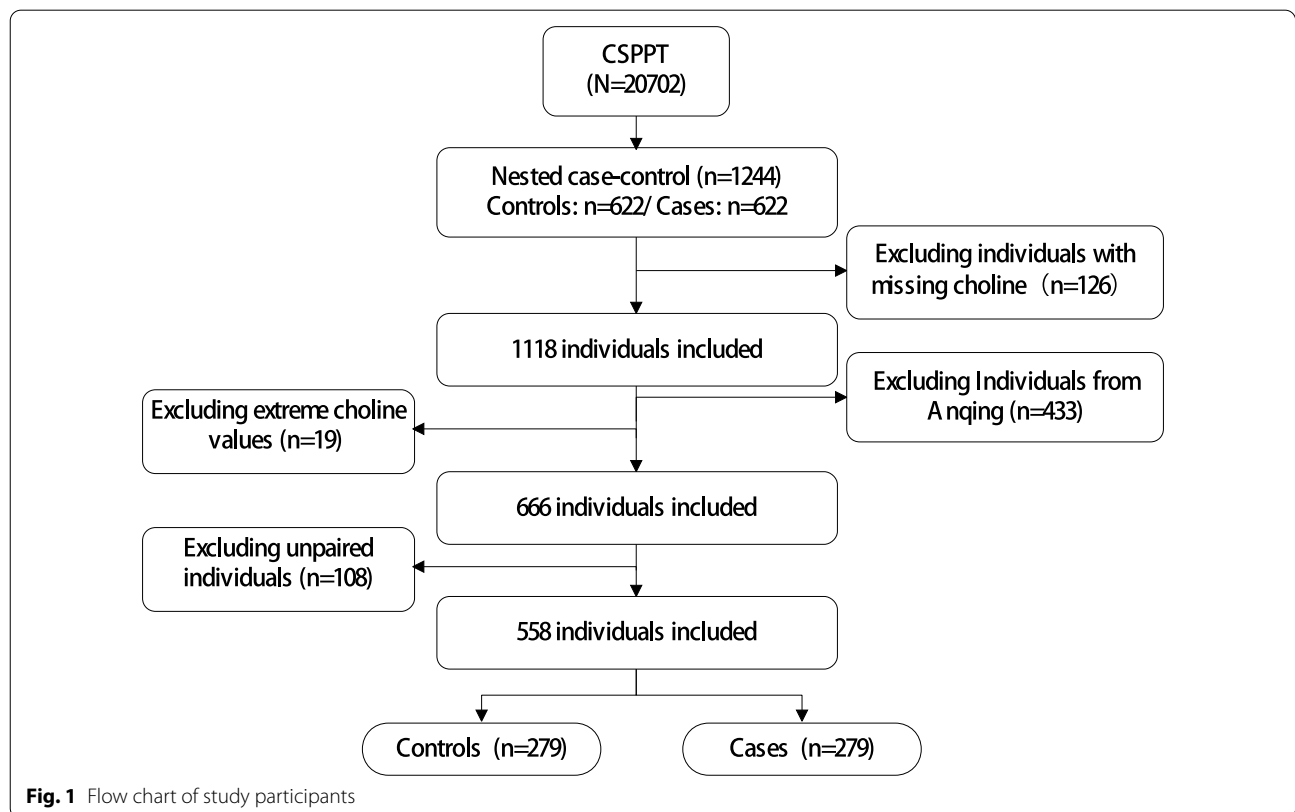 CSPPT
(N=20702)
Nested case-control (n=1244)
Controls: n=622/ Cases: n=622
Excluding individuals with
missing choline (n=126)
1118 individuals included
Excluding Individuals from
Anqing (n=433)
Excluding extreme choline
values (n=19)
666 individuals included
Excluding unpaired
individuals (n=108)
558 individuals included
Controls (n=279)
Cases (n=279)
Fig. 1 Flow chart of study participants